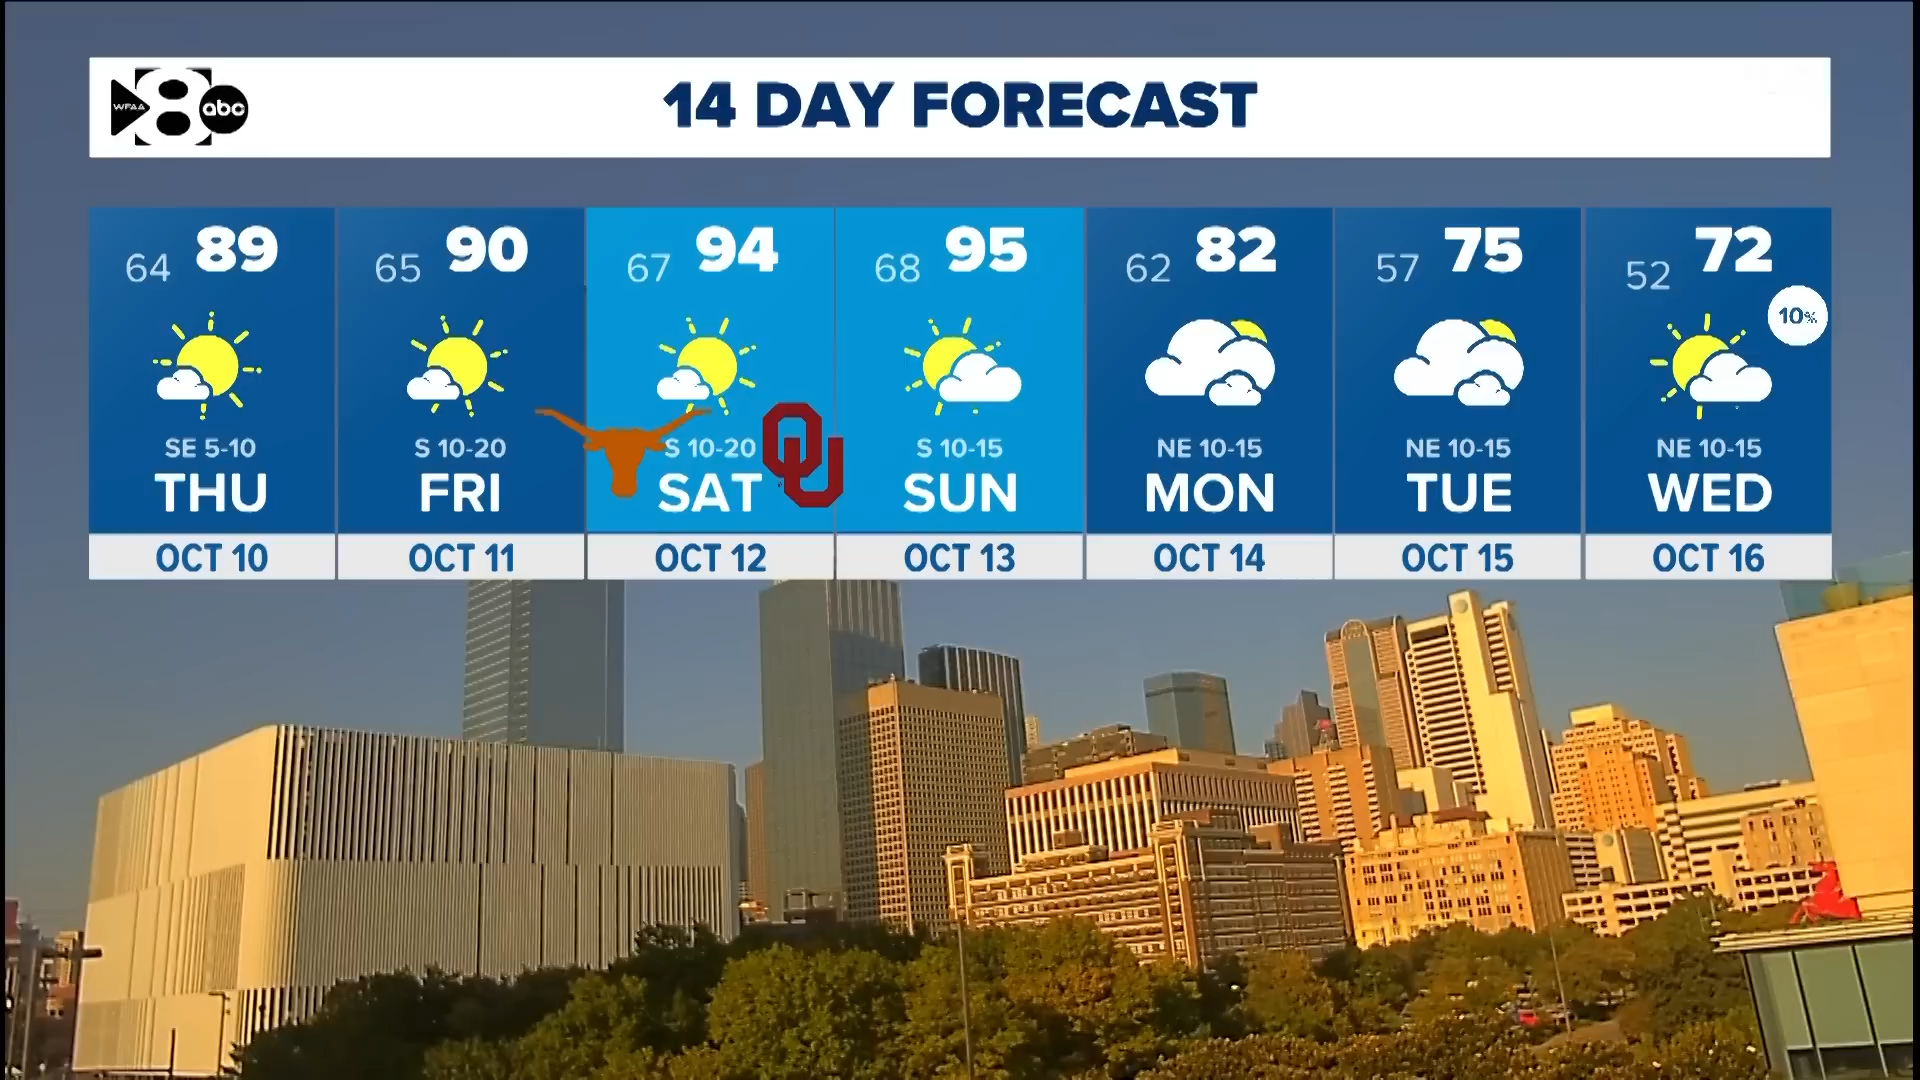 WFAA 8 abc
14 DAY FORECAST
64 89
65 90
67 94
68 95
62 82
57 75
52 72
10%
SE 5-10
S 10-20
S 10-20
S 10-15
NE 10-15
NE 10-15
NE 10-15
THU
FRI
SAT
OU
SUN
MON
TUE
WED
OCT 10
OCT 11
OCT 12
OCT 13
OCT 14
OCT 15
OCT 16